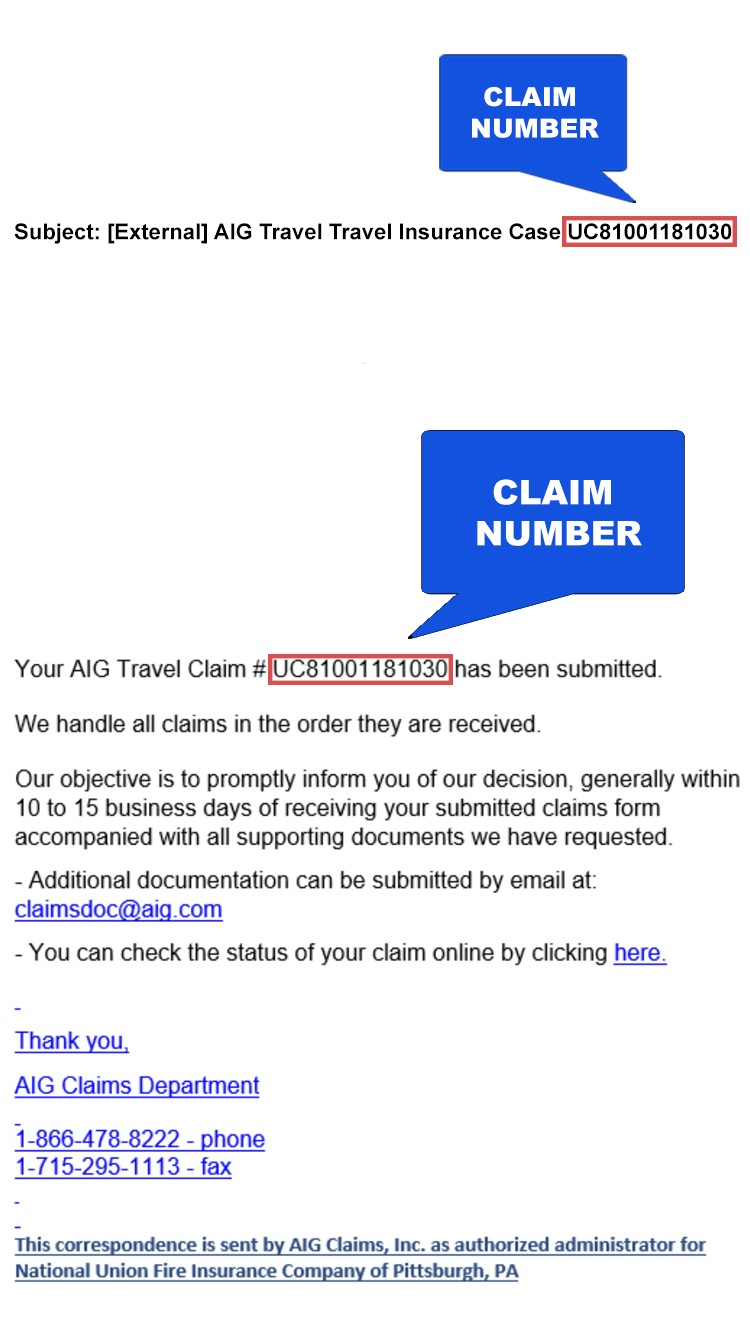 CLAIM
NUMBER
Subject: [External] AIG Travel Travel Insurance Case UC81001181030
CLAIM
NUMBER
Your AIG Travel Claim # UC81001181030 has been submitted.
We handle all claims in the order they are received.
Our objective is to promptly inform you of our decision, generally within
10 to 15 business days of receiving your submitted claims form
accompanied with all supporting documents we have requested.
- Additional documentation can be submitted by email at:
claimsdoc@aig.com
- You can check the status of your claim online by clicking here.
Thank you,
AIG Claims Department
1-866-478-8222 - phone
1-715-295-1113 - fax
This correspondence is sent by AIG Claims, Inc. as authorized administrator for
National Union Fire Insurance Company of Pittsburgh, PA